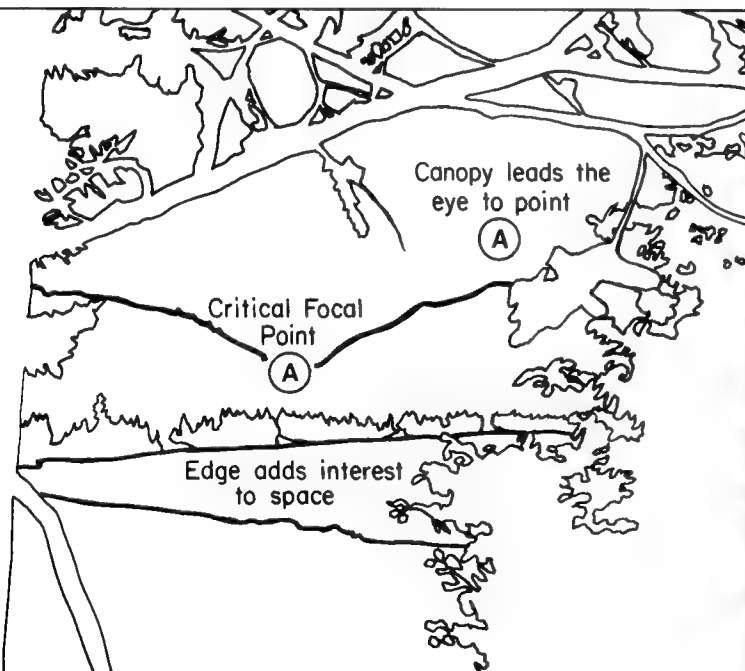 Canopy leads the
eye to point
A
Critical Focal
Point
A
Edge adds interest
to space